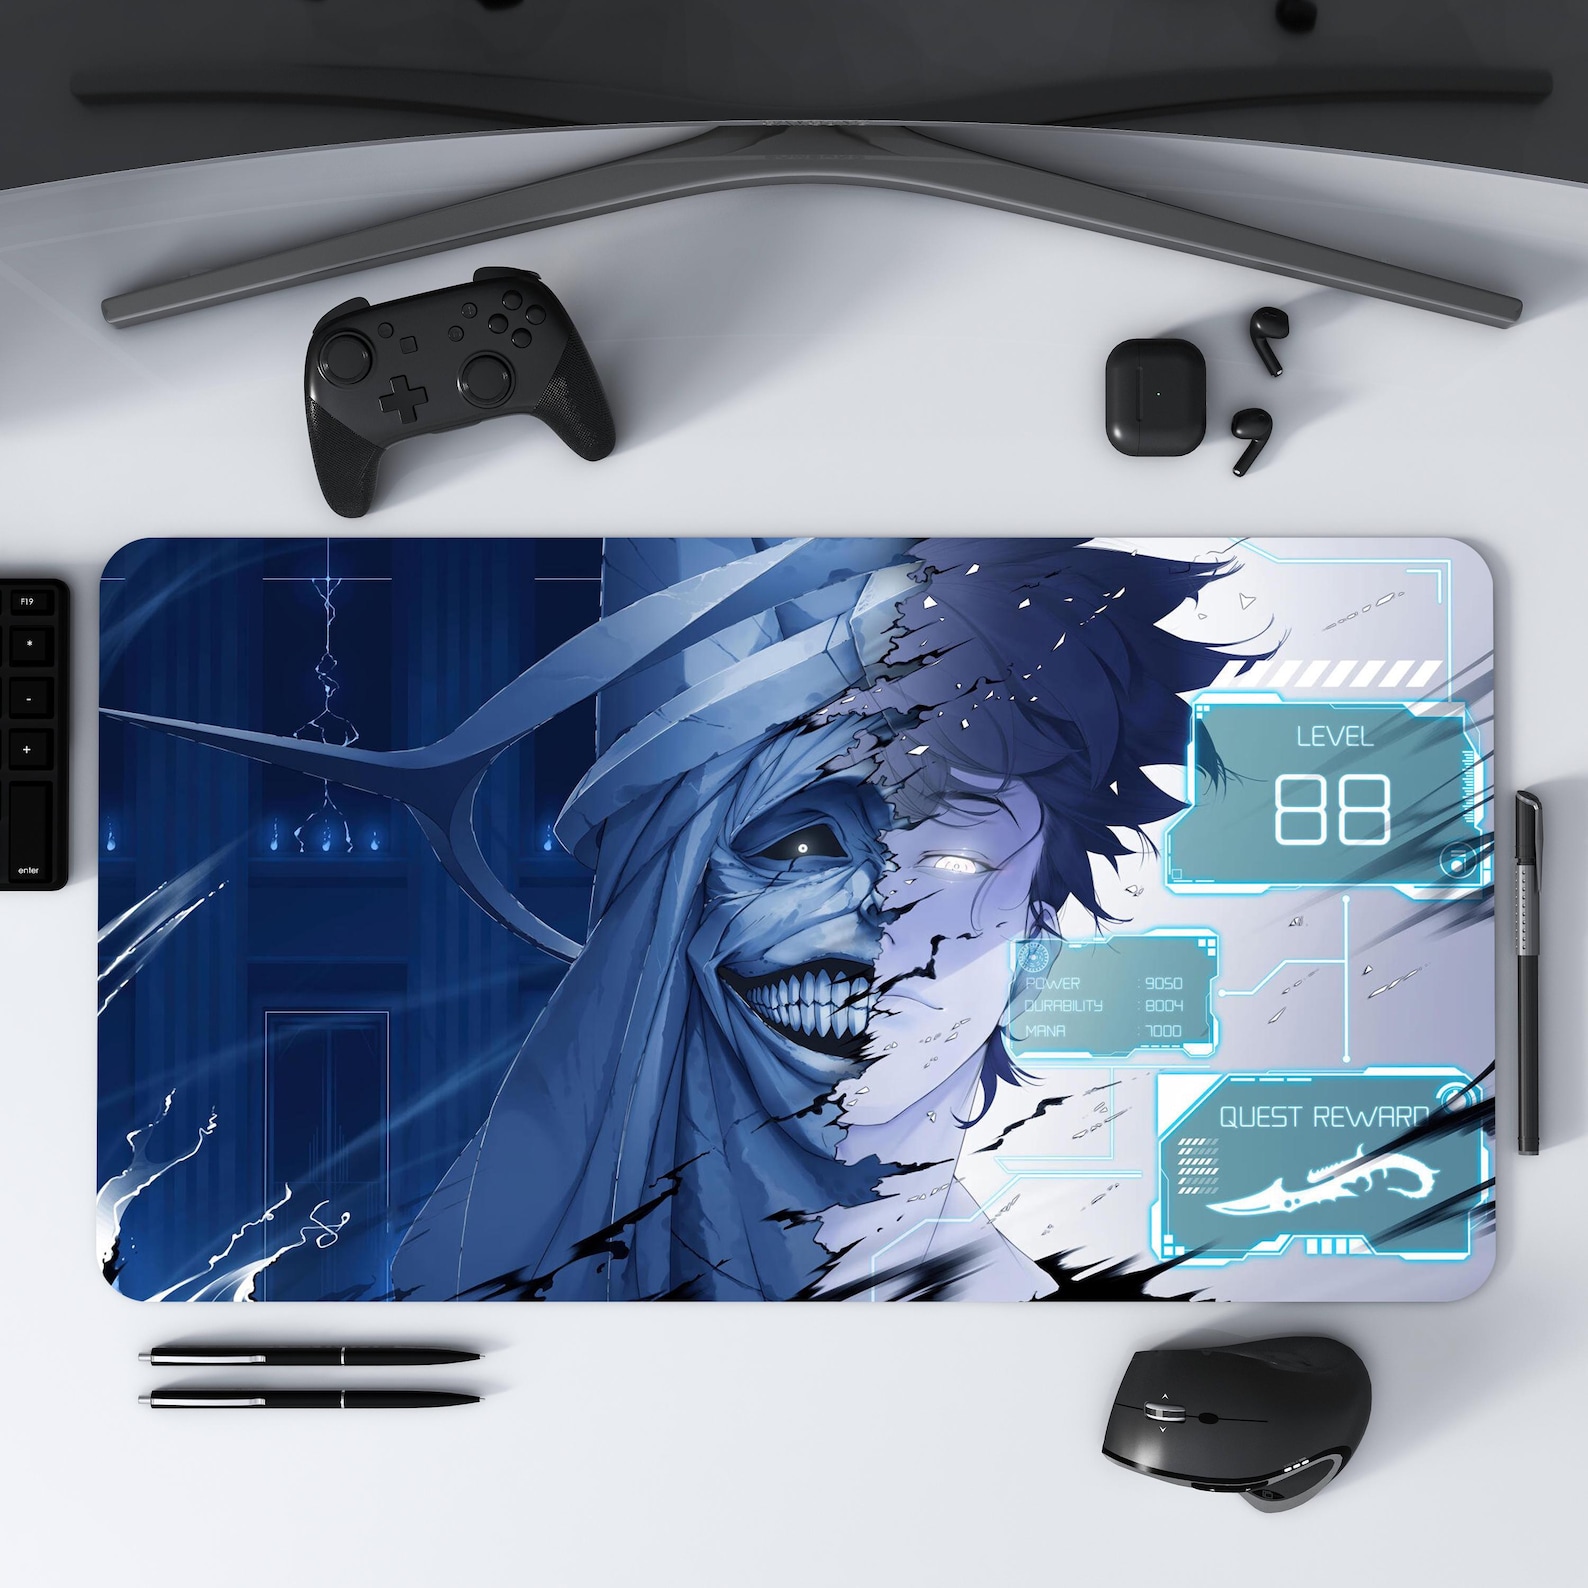 F19
*
-
+
enter
LEVEL
88
POWER : 9050
DURABILITY : 8004
MANA : 7000
QUEST REWARD